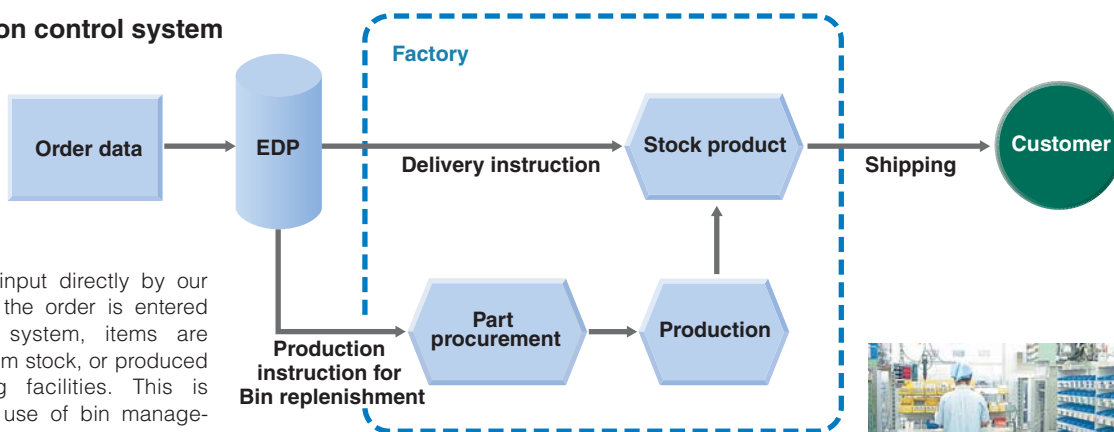 on control system
Factory
Order data
EDP
Delivery instruction
Stock product
Shipping
Customer
Part
procurement
Production
Production
instruction for
Bin replenishment
input directly by our
the order is entered
system, items are
m stock, or produced
g facilities. This is
use of bin manage-